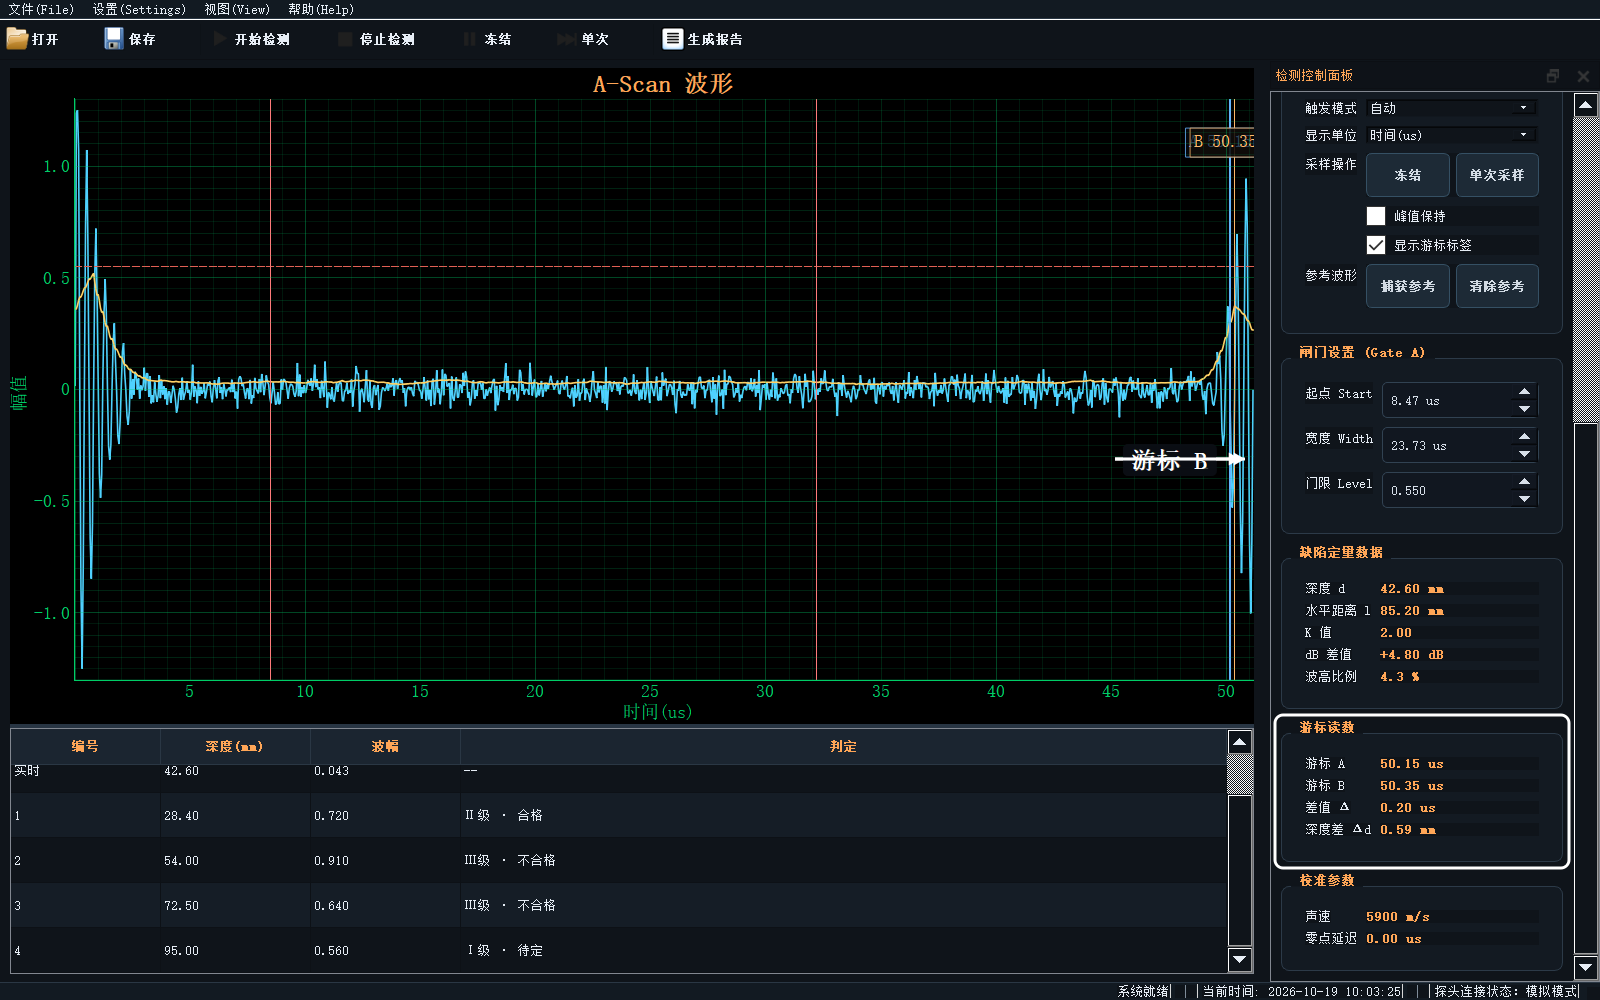 文件(File) 设置(Settings) 视图(View) 帮助(Help)
打开 保存 开始检测 停止检测 冻结 单次 生成报告
A-Scan 波形
B 50.35
1.0
0.5
0
-0.5
-1.0
幅值
游标 B
5 10 15 20 25 30 35 40 45 50
时间(us)
编号 深度(mm) 波幅 判定
实时 42.60 0.043 --
1 28.40 0.720 II级 · 合格
2 54.00 0.910 III级 · 不合格
3 72.50 0.640 III级 · 不合格
4 95.00 0.560 I级 · 待定
检测控制面板
触发模式 自动
显示单位 时间(us)
采样操作 冻结 单次采样
峰值保持
显示游标标签
参考波形 捕获参考 清除参考
闸门设置 (Gate A)
起点 Start 8.47 us
宽度 Width 23.73 us
门限 Level 0.550
缺陷定量数据
深度 d 42.60 mm
水平距离 l 85.20 mm
K 值 2.00
dB 差值 +4.80 dB
波高比例 4.3 %
游标读数
游标 A 50.15 us
游标 B 50.35 us
差值 Δ 0.20 us
深度差 Δd 0.59 mm
校准参数
声速 5900 m/s
零点延迟 0.00 us
系统就绪| | |当前时间: 2026-10-19 10:03:25| | |探头连接状态: 模拟模式|